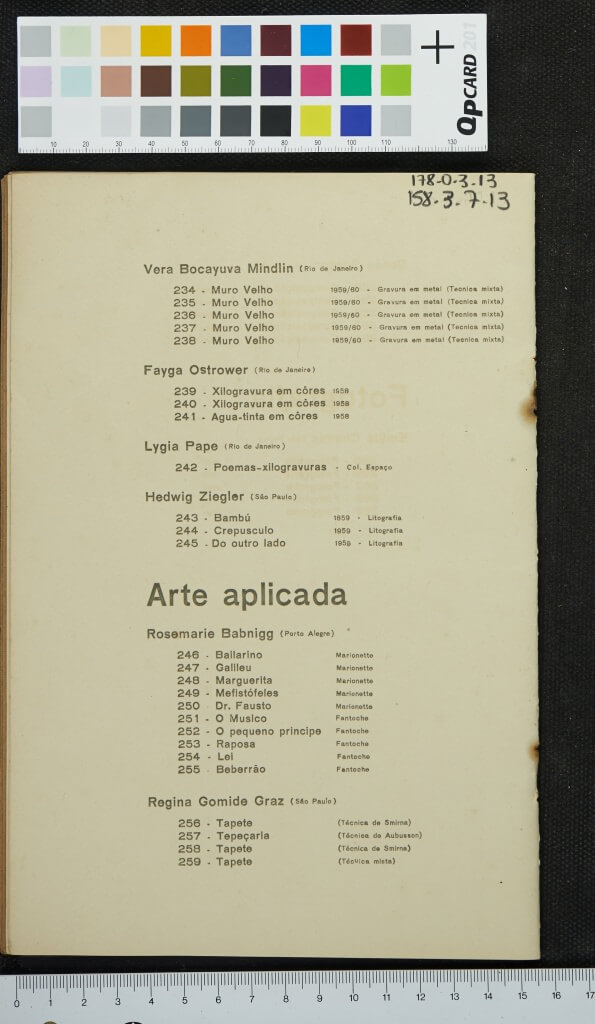 QPCARD 201
10 20 30 40 50 60 70 80 90 100 110 130
178-0-3-13
158-3-7-13
Vera Bocayuva Mindlin (Rio de Janeiro)
234 - Muro Velho 1959/60 - Gravura em metal (Tecnica mixta)
235 - Muro Velho 1959/60 - Gravura em metal (Tecnica mixta)
236 - Muro Velho 1959/60 - Gravura em metal (Tecnica mixta)
237 - Muro Velho 1959/60 - Gravura em metal (Tecnica mixta)
238 - Muro Velho 1959/60 - Gravura em metal (Tecnica mixta)
Fayga Ostrower (Rio de Janeiro)
239 - Xilogravura em côres 1958
240 - Xilogravura em côres 1958
241 - Agua-tinta em côres 1958
Lygia Pape (Rio de Janeiro)
242 - Poemas-xilogravuras - Col. Espaço
Hedwig Ziegler (São Paulo)
243 - Bambú 1859 - Litografia
244 - Crepusculo 1959 - Litografia
245 - Do outro lado 1959 - Litografia
Arte aplicada
Rosemarie Babnigg (Porto Alegre)
246 - Bailarino Marionette
247 - Galileu Marionette
248 - Marguerita Marionette
249 - Mefistófeles Marionette
250 - Dr. Fausto Marionette
251 - O Musico Fantoche
252 - O pequeno principe Fantoche
253 - Raposa Fantoche
254 - Lei Fantoche
255 - Beberrão Fantoche
Regina Gomide Graz (São Paulo)
256 - Tapete (Técnica de Smirna)
257 - Tepeçaria (Técnica de Aubusson)
258 - Tapete (Técnica de Smirna)
259 - Tapete (Técnica mista)
0 1 2 3 4 5 6 7 8 9 10 11 12 13 14 15 16 17